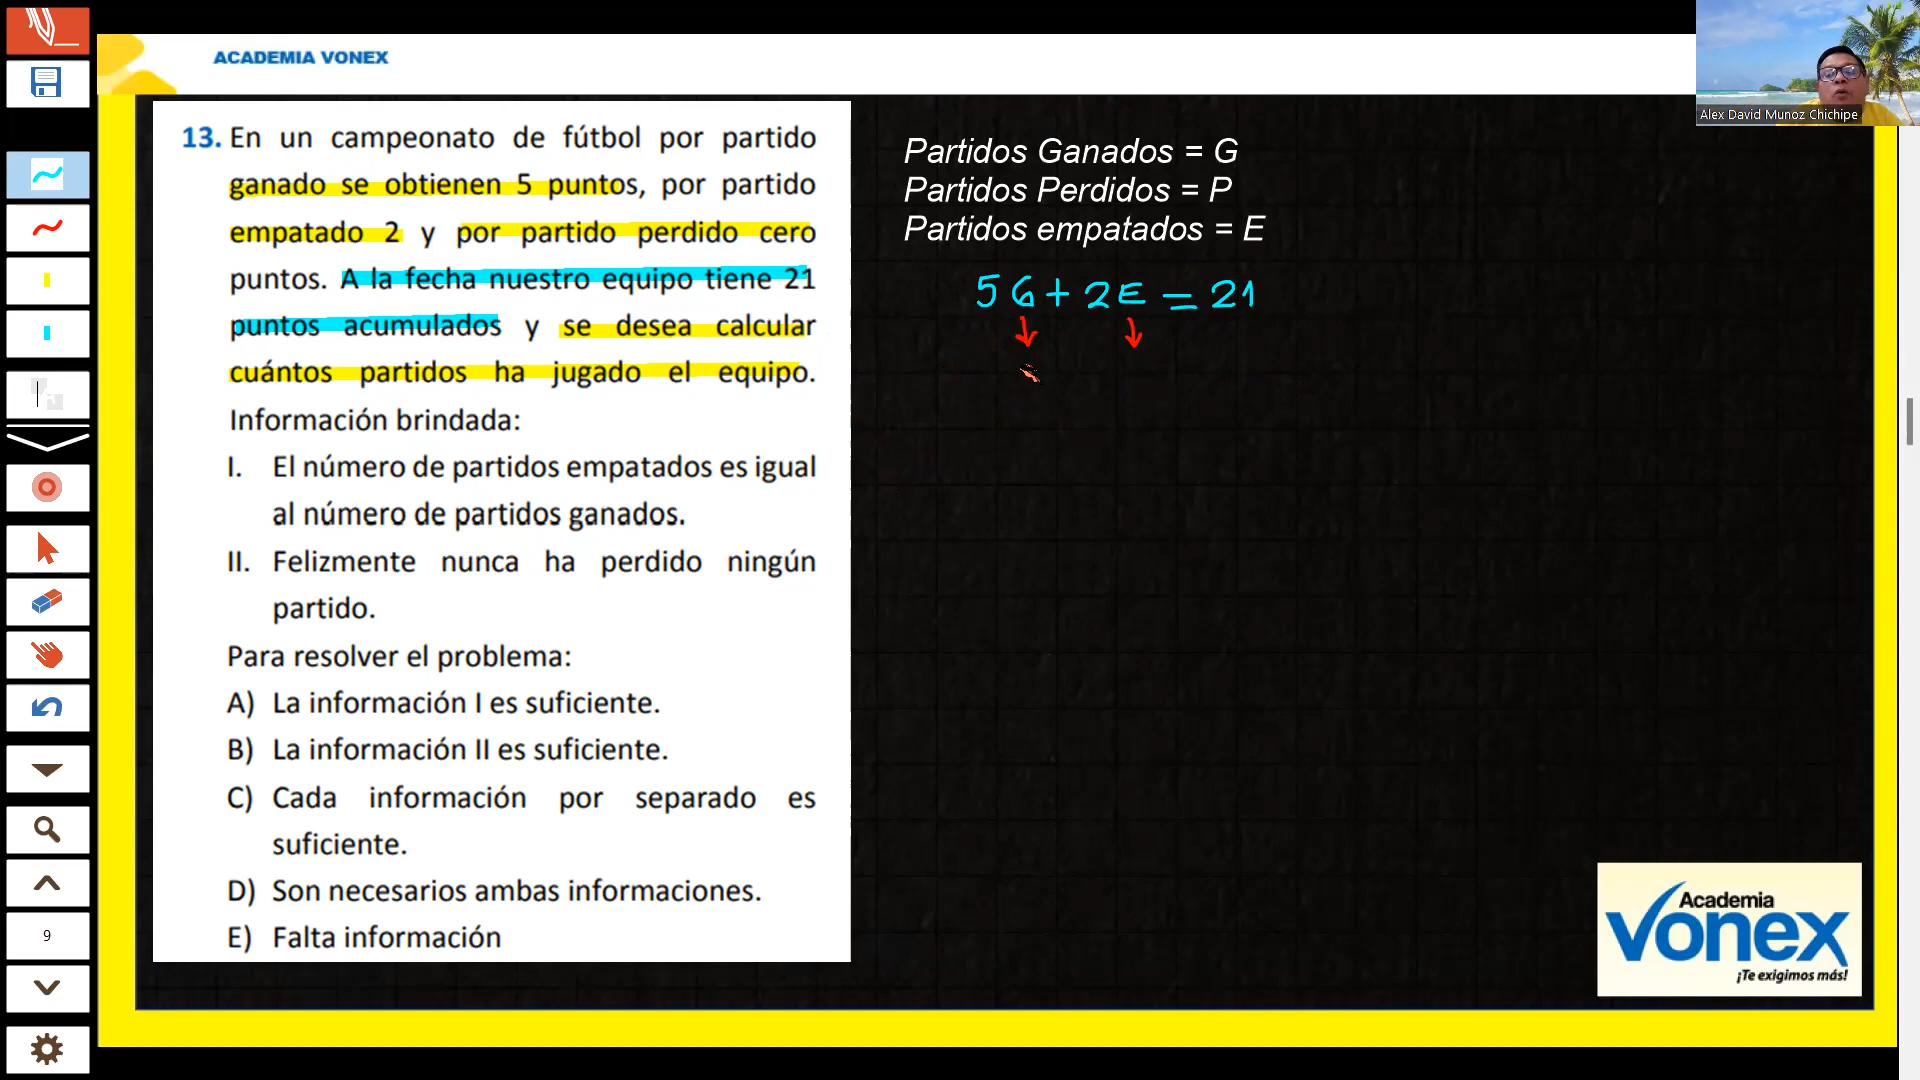 ACADEMIA VONEX
Alex David Munoz Chichipe
13. En un campeonato de fútbol por partido
ganado se obtienen 5 puntos, por partido
empatado 2 y por partido perdido cero
puntos. A la fecha nuestro equipo tiene 21
puntos acumulados y se desea calcular
cuántos partidos ha jugado el equipo.
Información brindada:
I. El número de partidos empatados es igual
al número de partidos ganados.
II. Felizmente nunca ha perdido ningún
partido.
Para resolver el problema:
A) La información I es suficiente.
B) La información II es suficiente.
C) Cada información por separado es
suficiente.
D) Son necesarios ambas informaciones.
E) Falta información
Partidos Ganados = G
Partidos Perdidos = P
Partidos empatados = E
5G + 2E = 21
9
Academia
Vonex
¡Te exigimos más!